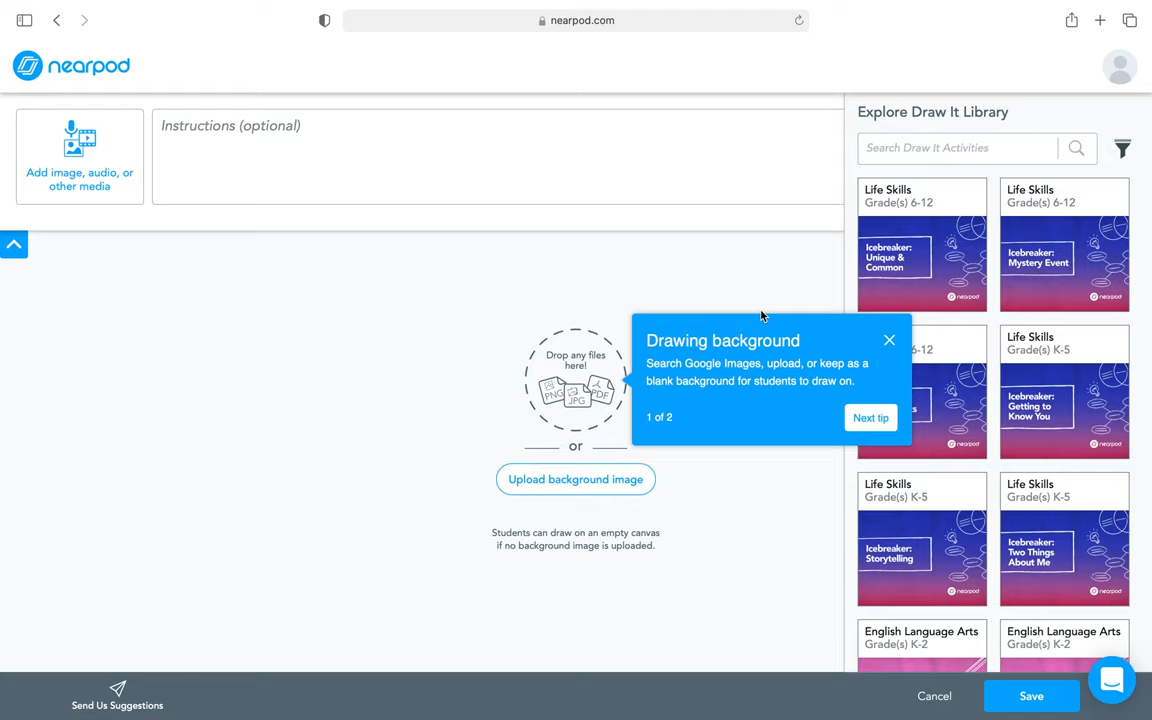 nearpod.com
nearpod
Add image, audio, or
other media
Instructions (optional)
Explore Draw It Library
Search Draw It Activities
Life Skills
Grade(s) 6-12
Icebreaker:
Unique &
Common
nearpod
Life Skills
Grade(s) 6-12
Icebreaker:
Mystery Event
nearpod
6-12
nearpod
Life Skills
Grade(s) K-5
Icebreaker:
Getting to
Know You
nearpod
Life Skills
Grade(s) K-5
Icebreaker:
Storytelling
nearpod
Life Skills
Grade(s) K-5
Icebreaker:
Two Things
About Me
nearpod
English Language Arts
Grade(s) K-2
English Language Arts
Grade(s) K-2
Drop any files
here!
PNG
JPG
PDF
or
Upload background image
Students can draw on an empty canvas
if no background image is uploaded.
Drawing background
Search Google Images, upload, or keep as a
blank background for students to draw on.
1 of 2
Next tip
Send Us Suggestions
Cancel
Save